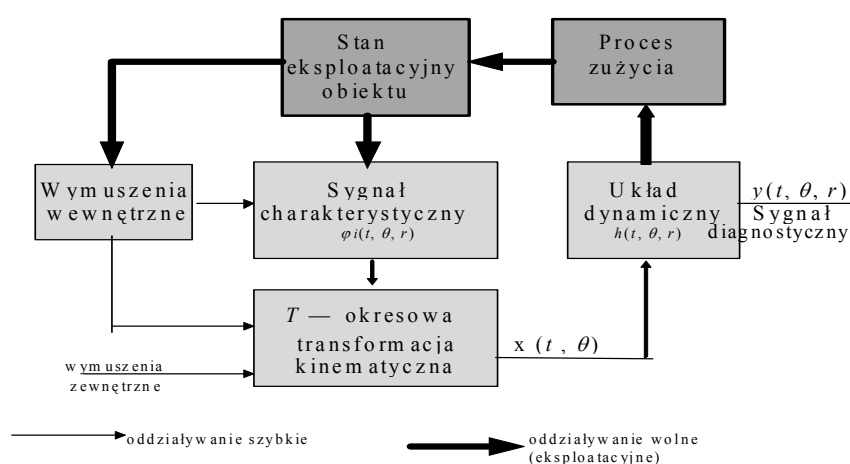 Stan
eksploatacyjny
obiektu
Proces
zużycia
Wymuszenia
wewnętrzne
Sygnał
charakterystyczny
φi(t, θ, r)
Układ
dynamiczny
h(t, θ, r)
y(t, θ, r)
Sygnał
diagnostyczny
T — okresowa
transformacja
kinematyczna
x (t , θ)
wymuszenia
zewnętrzne
oddziaływanie szybkie
oddziaływanie wolne
(eksploatacyjne)